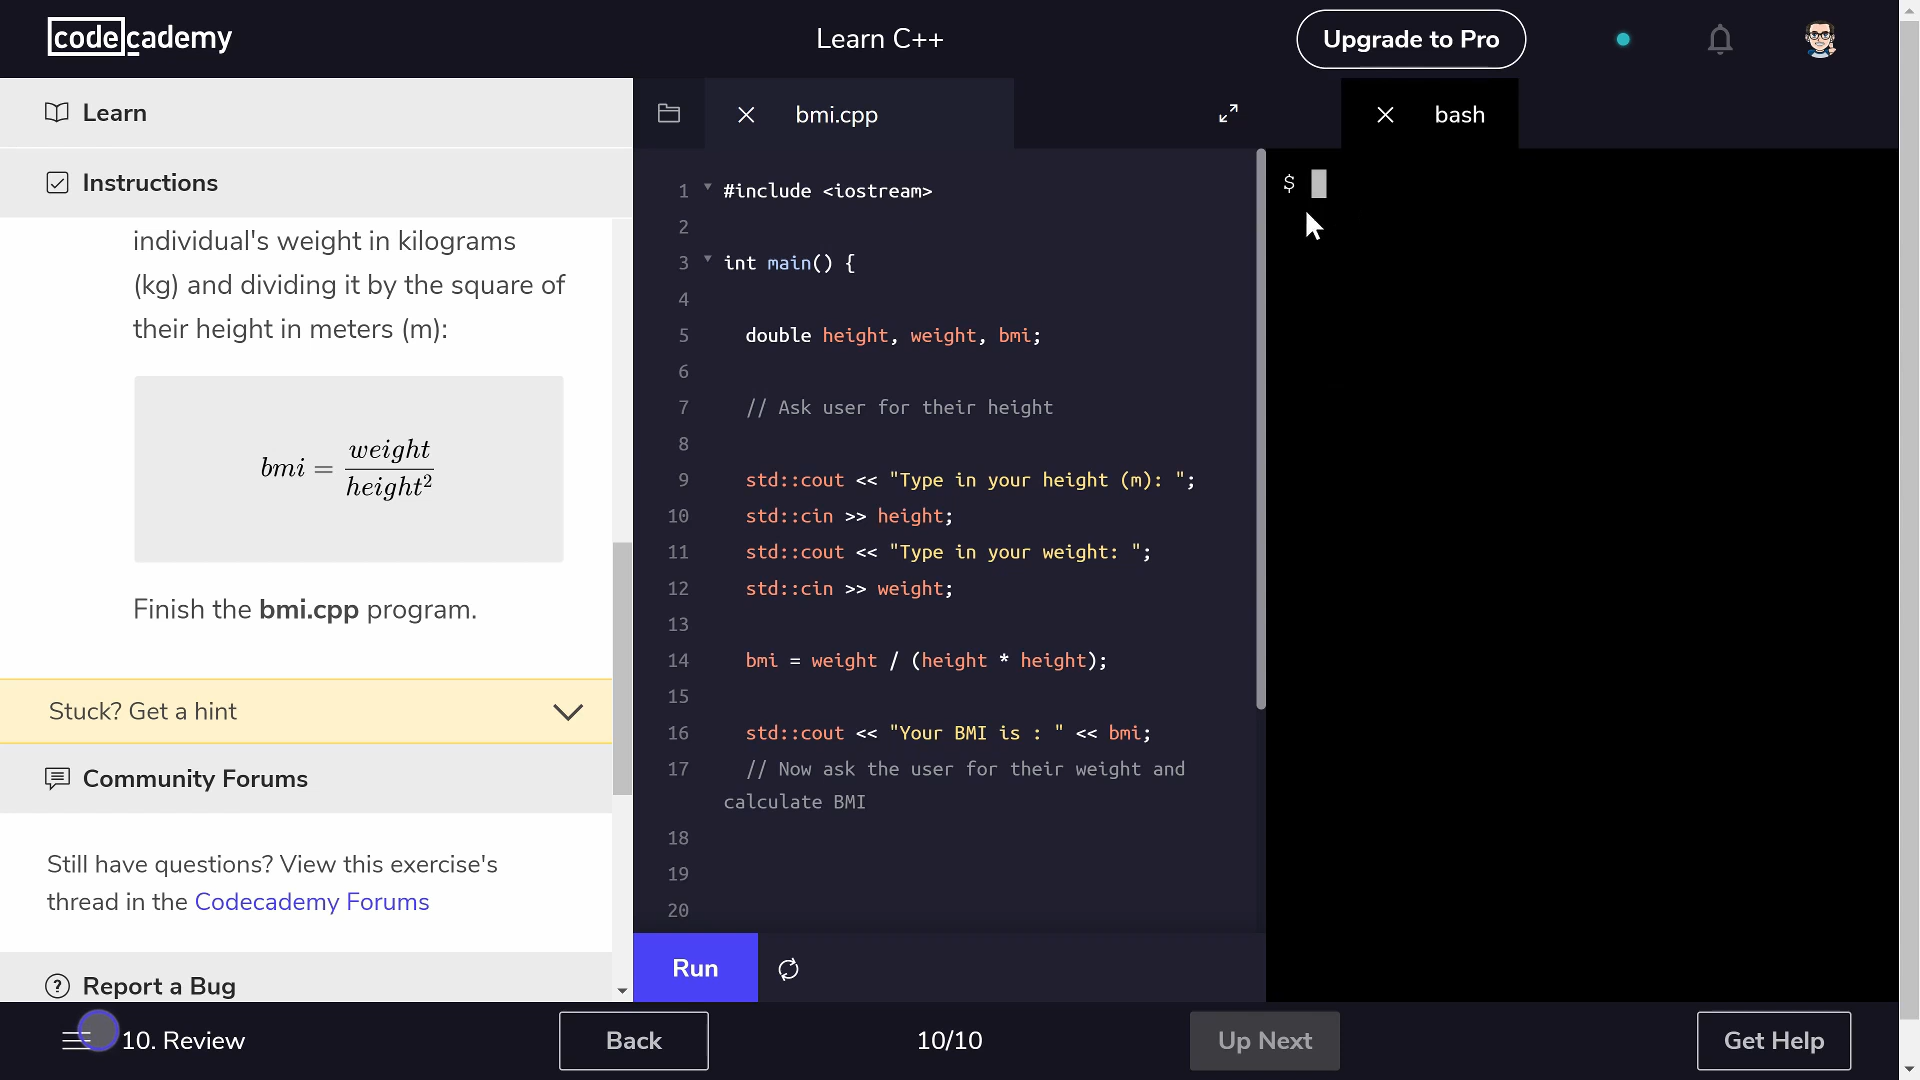 codecademy
Learn C++
Upgrade to Pro
Learn
Instructions
individual's weight in kilograms
(kg) and dividing it by the square of
their height in meters (m):
bmi = weight / height²
Finish the bmi.cpp program.
Stuck? Get a hint
Community Forums
Still have questions? View this exercise's
thread in the Codecademy Forums
Report a Bug
bmi.cpp
1 #include <iostream>
2
3 int main() {
4
5 double height, weight, bmi;
6
7 // Ask user for their height
8
9 std::cout << "Type in your height (m): ";
10 std::cin >> height;
11 std::cout << "Type in your weight: ";
12 std::cin >> weight;
13
14 bmi = weight / (height * height);
15
16 std::cout << "Your BMI is : " << bmi;
17 // Now ask the user for their weight and
calculate BMI
18
19
20
Run
bash
$
10. Review
Back
10/10
Up Next
Get Help